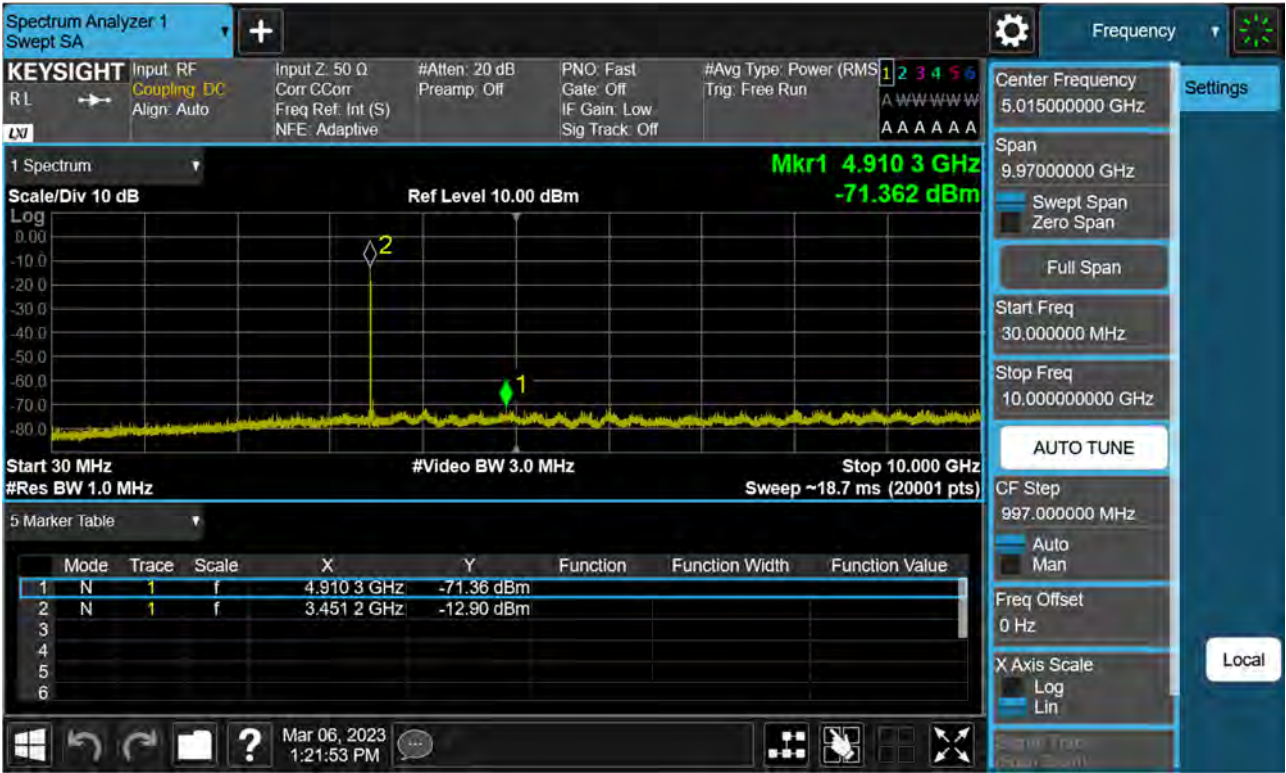 Spectrum Analyzer 1
Swept SA
+
Frequency
KEYSIGHT
R L
LXI
Input: RF
Coupling: DC
Align: Auto
Input Z: 50 Ω
Corr CCorr
Freq Ref: Int (S)
NFE: Adaptive
#Atten: 20 dB
Preamp: Off
PNO: Fast
Gate: Off
IF Gain: Low
Sig Track: Off
#Avg Type: Power (RMS
Trig: Free Run
1 2 3 4 5 6
A W W W W W
A A A A A A
1 Spectrum
Mkr1 4.910 3 GHz
Scale/Div 10 dB
Ref Level 10.00 dBm
-71.362 dBm
Log
0.00
-10.0
-20.0
-30.0
-40.0
-50.0
-60.0
-70.0
-80.0
2
1
Start 30 MHz
#Video BW 3.0 MHz
Stop 10.000 GHz
#Res BW 1.0 MHz
Sweep ~18.7 ms (20001 pts)
5 Marker Table
Mode Trace Scale X Y Function Function Width Function Value
1 N 1 f 4.910 3 GHz -71.36 dBm
2 N 1 f 3.451 2 GHz -12.90 dBm
3
4
5
6
?
Mar 06, 2023
1:21:53 PM
Center Frequency
5.015000000 GHz
Settings
Span
9.97000000 GHz
Swept Span
Zero Span
Full Span
Start Freq
30.000000 MHz
Stop Freq
10.000000000 GHz
AUTO TUNE
CF Step
997.000000 MHz
Auto
Man
Freq Offset
0 Hz
X Axis Scale
Log
Lin
Local